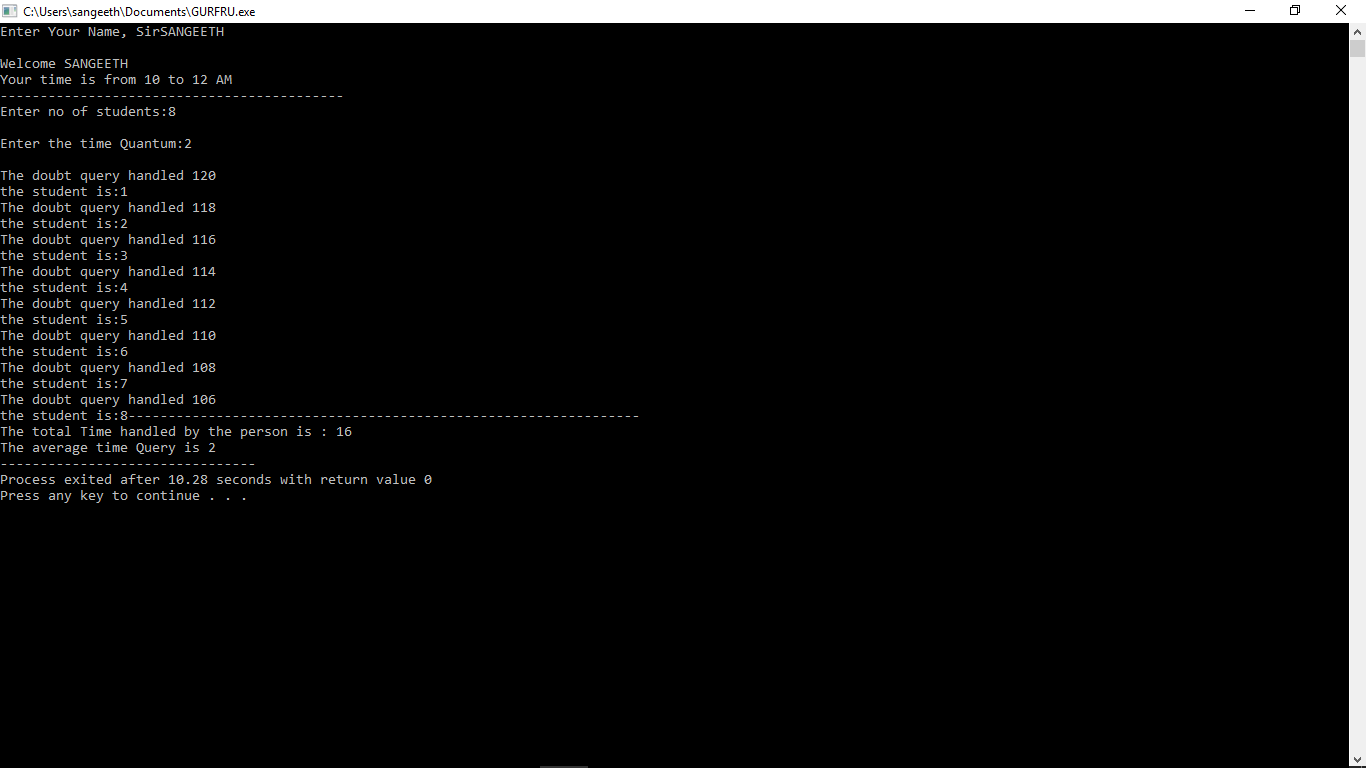 C:\Users\sangeeth\Documents\GURFRU.exe
Enter Your Name, SirSANGEETH
Welcome SANGEETH
Your time is from 10 to 12 AM
-------------------------------------------
Enter no of students:8
Enter the time Quantum:2
The doubt query handled 120
the student is:1
The doubt query handled 118
the student is:2
The doubt query handled 116
the student is:3
The doubt query handled 114
the student is:4
The doubt query handled 112
the student is:5
The doubt query handled 110
the student is:6
The doubt query handled 108
the student is:7
The doubt query handled 106
the student is:8----------------------------------------------------------------
The total Time handled by the person is : 16
The average time Query is 2
--------------------------------
Process exited after 10.28 seconds with return value 0
Press any key to continue . . .